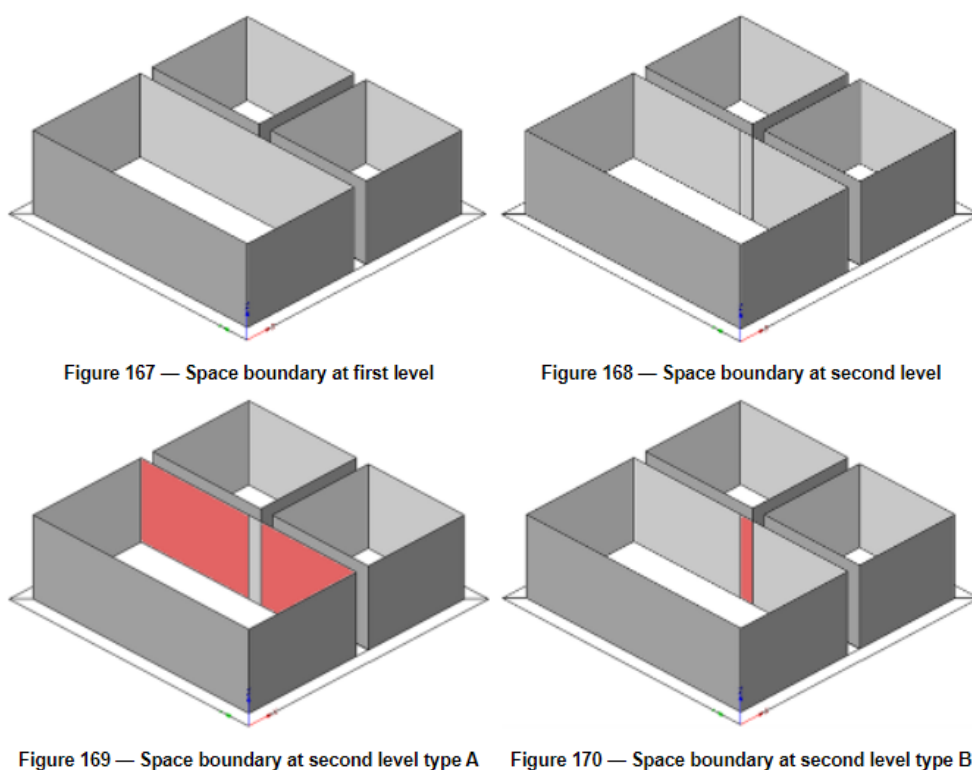 Figure 167 — Space boundary at first level
Figure 168 — Space boundary at second level
Figure 169 — Space boundary at second level type A
Figure 170 — Space boundary at second level type B